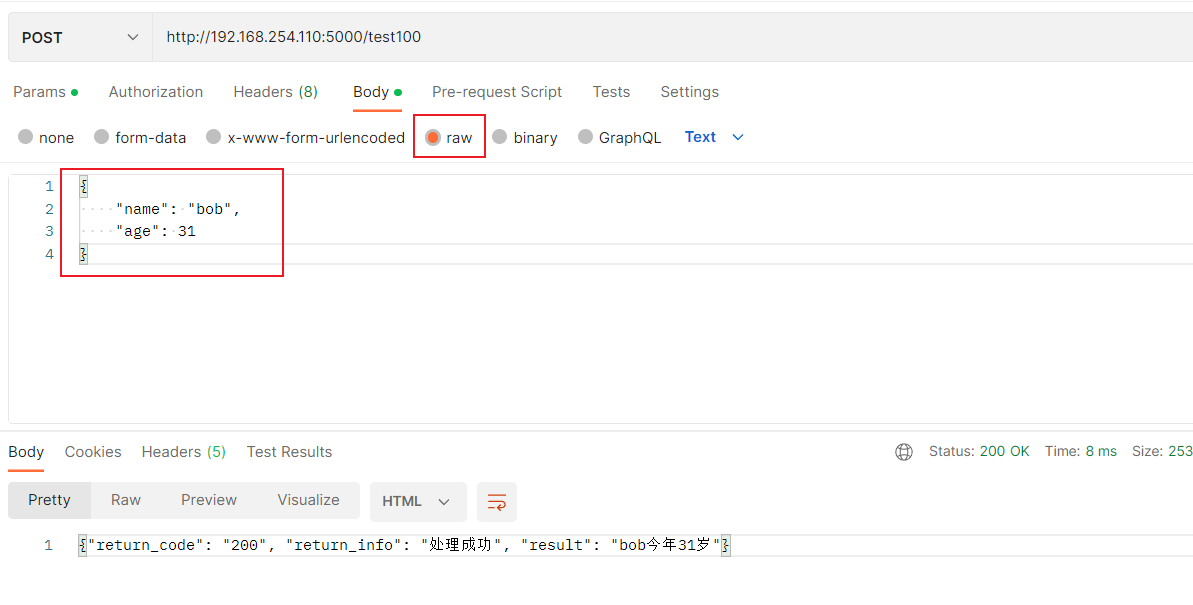 POST http://192.168.254.110:5000/test100
Params Authorization Headers (8) Body Pre-request Script Tests Settings
none form-data x-www-form-urlencoded raw binary GraphQL Text
1 {
2 "name": "bob",
3 "age": 31
4 }
Body Cookies Headers (5) Test Results Status: 200 OK Time: 8 ms Size: 253
Pretty Raw Preview Visualize HTML
1 {"return_code": "200", "return_info": "处理成功", "result": "bob今年31岁"}